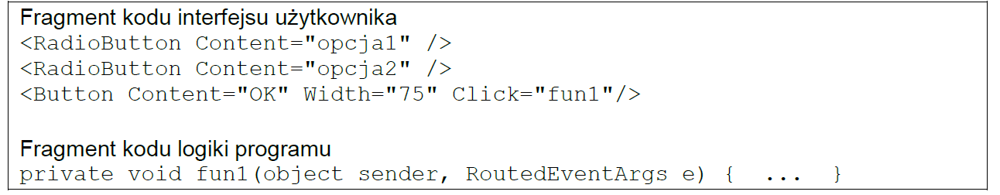 Fragment kodu interfejsu użytkownika
<RadioButton Content="opcja1" />
<RadioButton Content="opcja2" />
<Button Content="OK" Width="75" Click="fun1"/>
Fragment kodu logiki programu
private void fun1(object sender, RoutedEventArgs e) {  ...  }